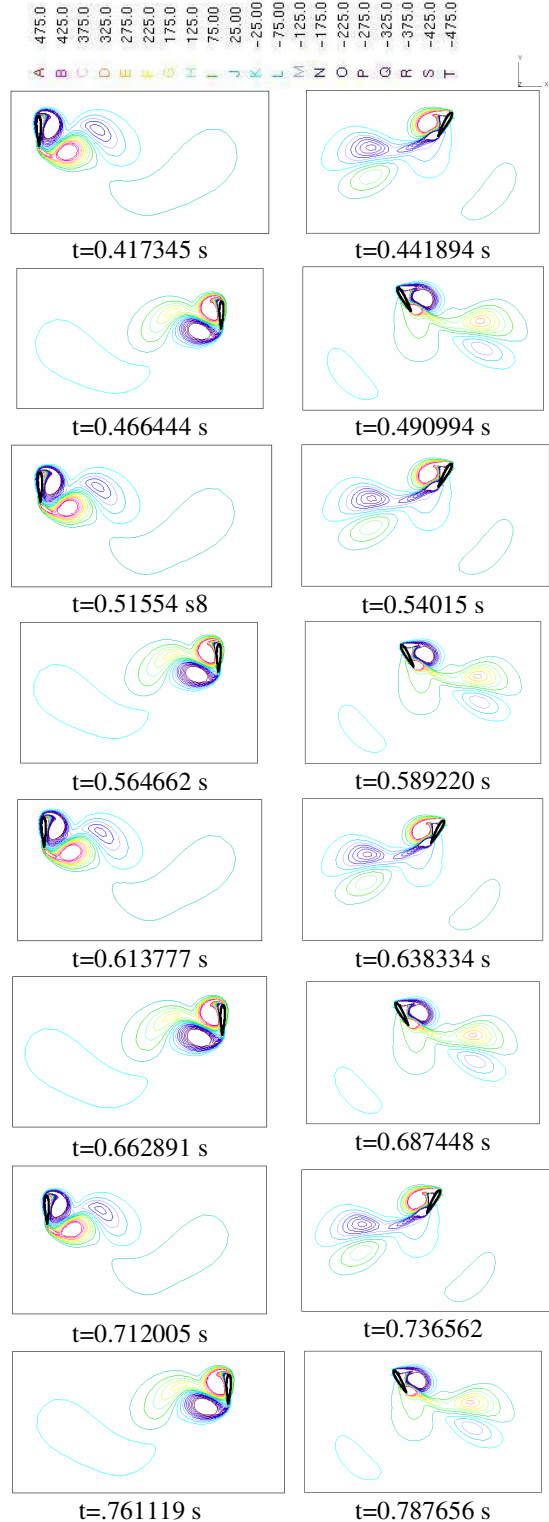 475.0 425.0 375.0 325.0 275.0 225.0 175.0 125.0 75.00 25.00 -25.00 -75.00 -125.0 -175.0 -225.0 -275.0 -325.0 -375.0 -425.0 -475.0
A B C D E F G H I J K L M N O P Q R S T
Y
Z X
t=0.417345 s t=0.441894 s
t=0.466444 s t=0.490994 s
t=0.51554 s8 t=0.54015 s
t=0.564662 s t=0.589220 s
t=0.613777 s t=0.638334 s
t=0.662891 s t=0.687448 s
t=0.712005 s t=0.736562
t=.761119 s t=0.787656 s